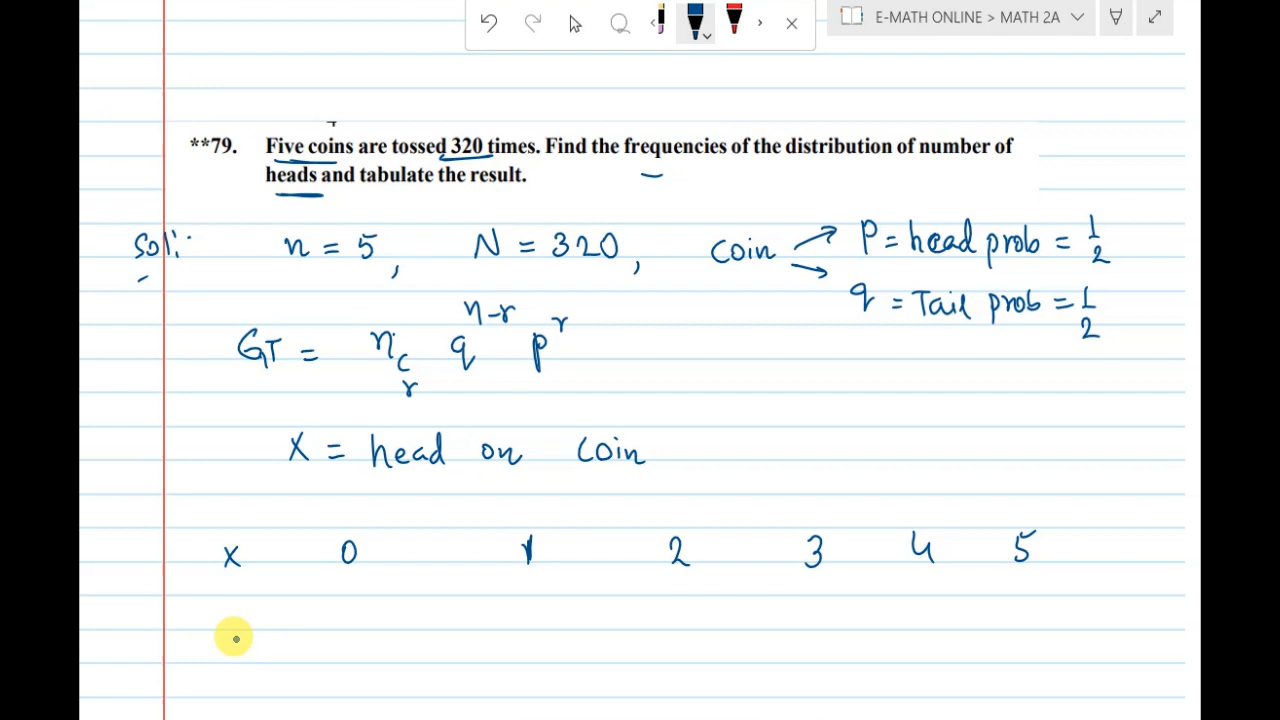 E-MATH ONLINE > MATH 2A
**79. Five coins are tossed 320 times. Find the frequencies of the distribution of number of
heads and tabulate the result.
Sol:- n = 5, N = 320, coin P = head prob = 1/2
q = Tail prob = 1/2
GT = nCr q^n-r p^r
X = head on coin
X 0 1 2 3 4 5